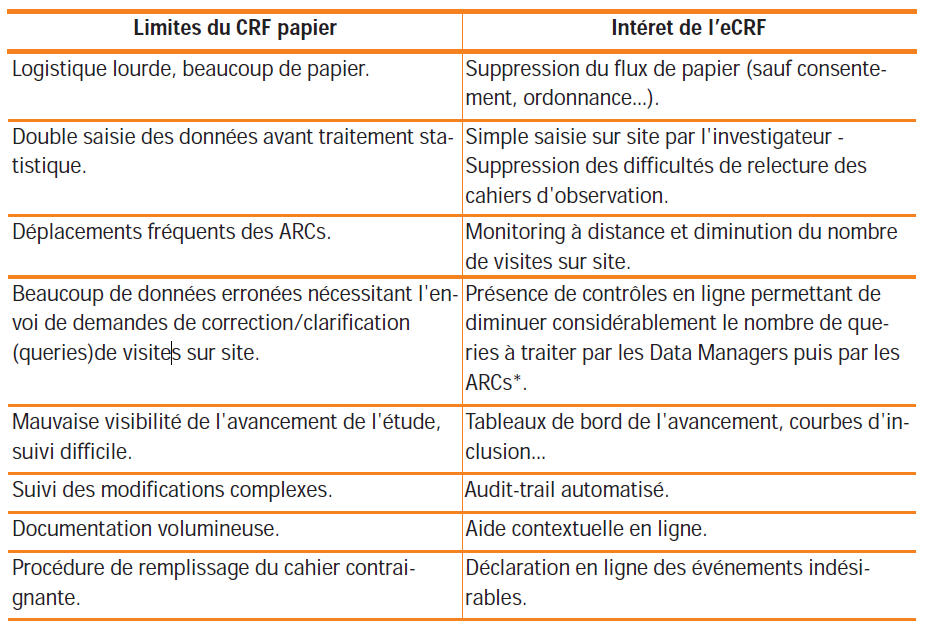 Limites du CRF papier
Intéret de l'eCRF
Logistique lourde, beaucoup de papier.
Suppression du flux de papier (sauf consente-
ment, ordonnance...).
Double saisie des données avant traitement sta-
tistique.
Simple saisie sur site par l'investigateur -
Suppression des difficultés de relecture des
cahiers d'observation.
Déplacements fréquents des ARCs.
Monitoring à distance et diminution du nombre
de visites sur site.
Beaucoup de données erronées nécessitant l'en-
voi de demandes de correction/clarification
(queries)de visites sur site.
Présence de contrôles en ligne permettant de
diminuer considérablement le nombre de que-
ries à traiter par les Data Managers puis par les
ARCs*.
Mauvaise visibilité de l'avancement de l'étude,
suivi difficile.
Tableaux de bord de l'avancement, courbes d'in-
clusion...
Suivi des modifications complexes.
Audit-trail automatisé.
Documentation volumineuse.
Aide contextuelle en ligne.
Procédure de remplissage du cahier contrai-
gnante.
Déclaration en ligne des événements indési-
rables.